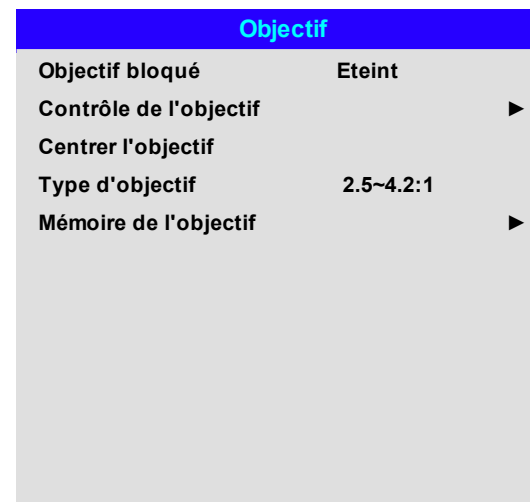 Objectif
Objectif bloqué Eteint
Contrôle de l'objectif ►
Centrer l'objectif
Type d'objectif 2.5~4.2:1
Mémoire de l'objectif ►